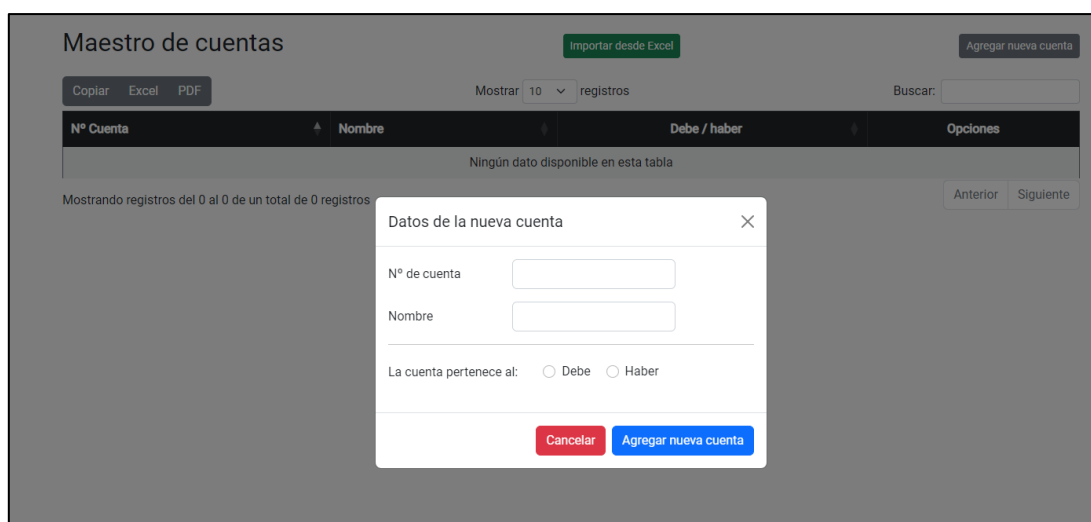 Maestro de cuentas
Importar desde Excel
Agregar nueva cuenta
Copiar Excel PDF
Mostrar 10 registros
Buscar:
Nº Cuenta Nombre Debe / haber Opciones
Ningún dato disponible en esta tabla
Mostrando registros del 0 al 0 de un total de 0 registros
Anterior Siguiente
Datos de la nueva cuenta
Nº de cuenta
Nombre
La cuenta pertenece al: Debe Haber
Cancelar Agregar nueva cuenta